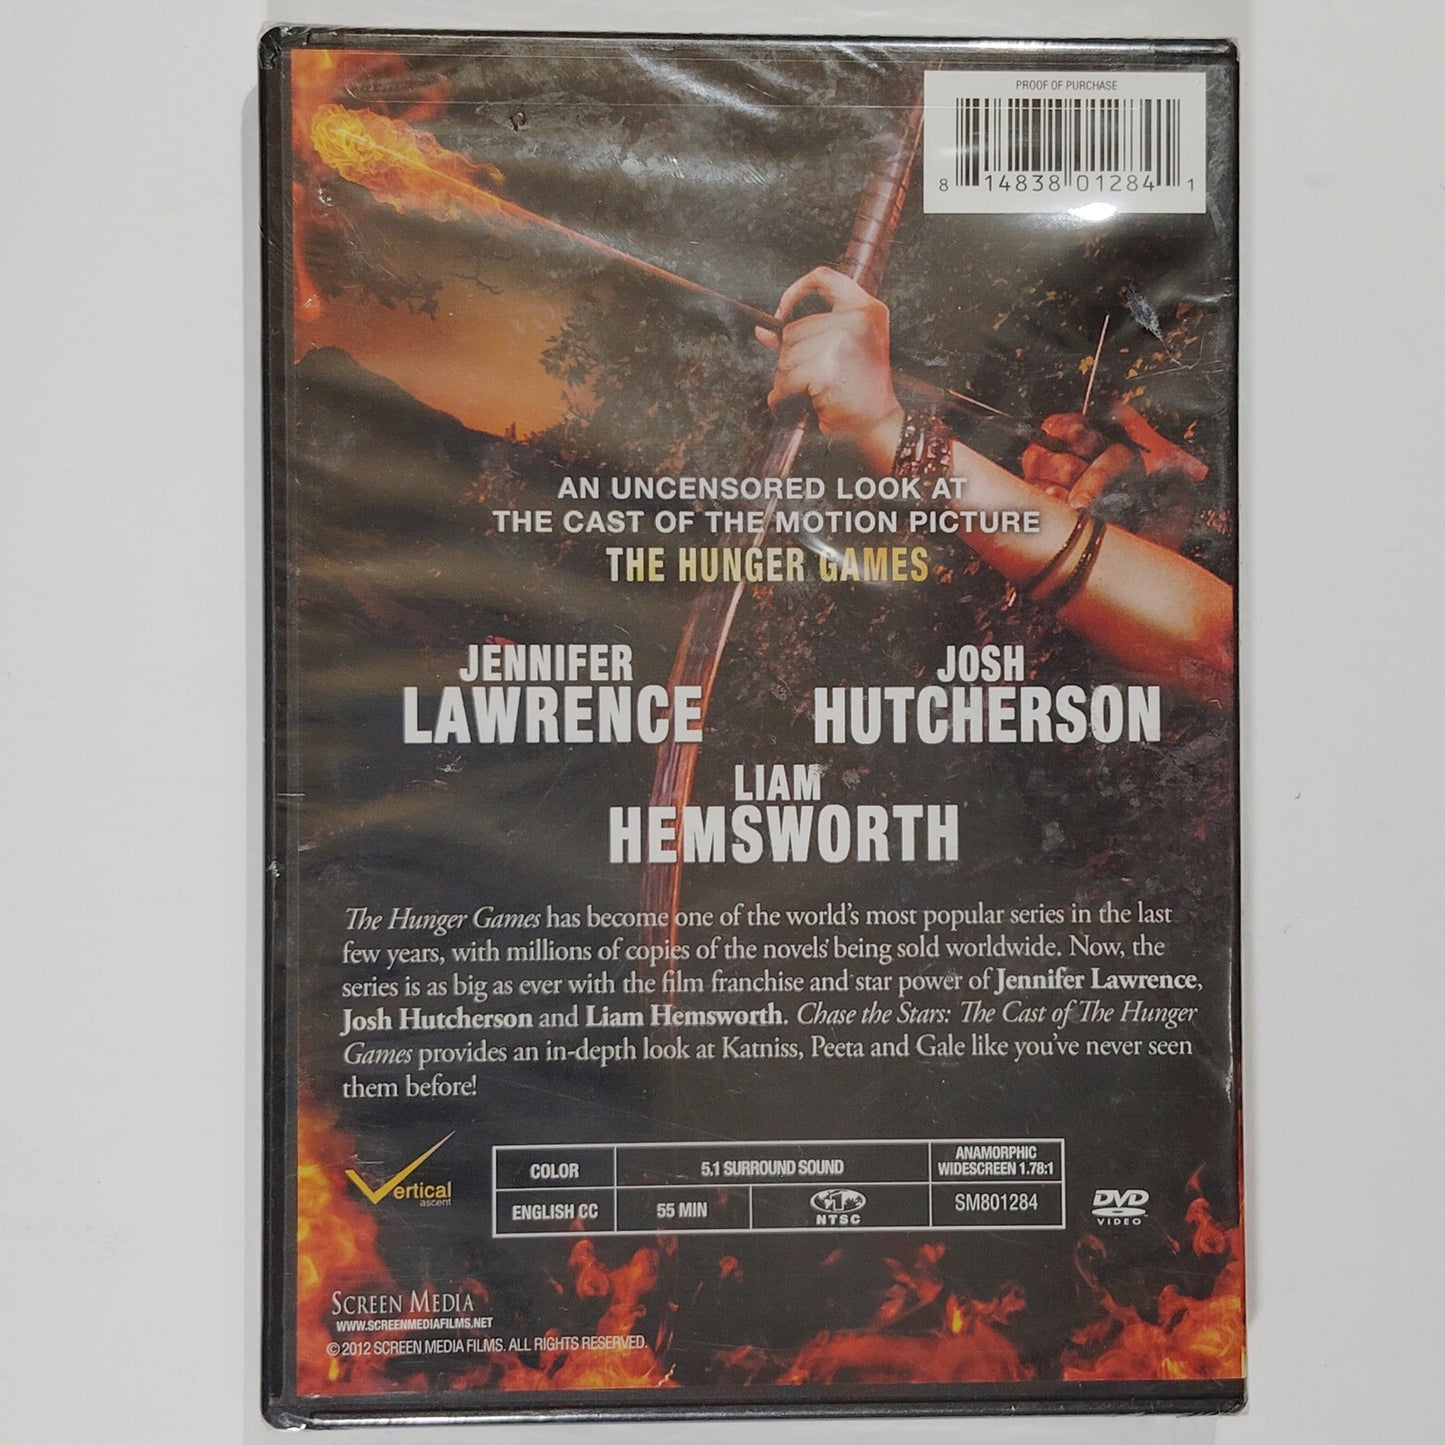 PROOF OF PURCHASE
8 14838 01284 1
AN UNCENSORED LOOK AT
THE CAST OF THE MOTION PICTURE
THE HUNGER GAMES
JENNIFER
LAWRENCE
JOSH
HUTCHERSON
LIAM
HEMSWORTH
The Hunger Games has become one of the world's most popular series in the last
few years, with millions of copies of the novels being sold worldwide. Now, the
series is as big as ever with the film franchise and star power of Jennifer Lawrence,
Josh Hutcherson and Liam Hemsworth. Chase the Stars: The Cast of The Hunger
Games provides an in-depth look at Katniss, Peeta and Gale like you've never seen
them before!
Vertical
ascent
COLOR
5.1 SURROUND SOUND
ANAMORPHIC
WIDESCREEN 1.78:1
ENGLISH CC
55 MIN
NTSC
SM801284
DVD
VIDEO
SCREEN MEDIA
WWW.SCREENMEDIAFILMS.NET
© 2012 SCREEN MEDIA FILMS. ALL RIGHTS RESERVED.